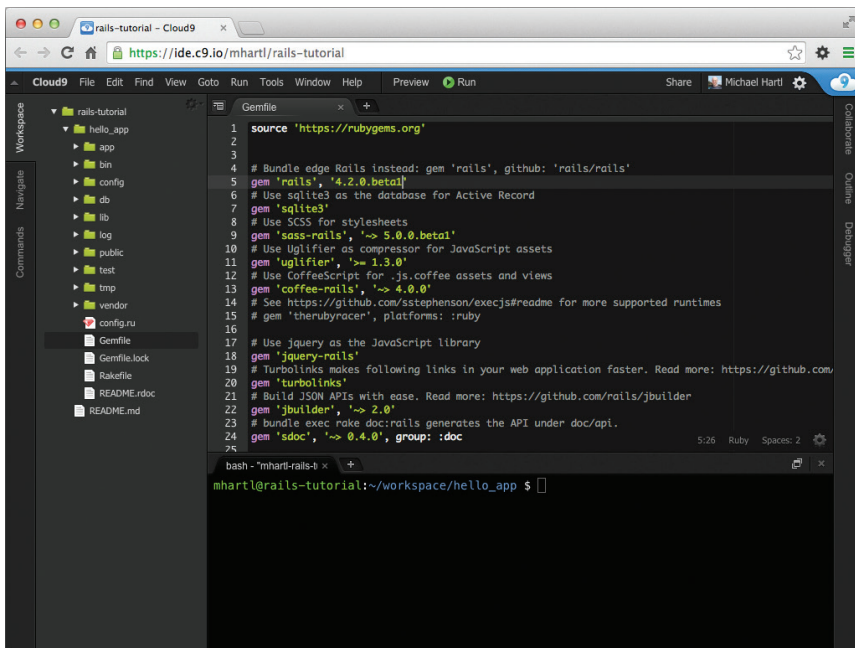 rails-tutorial - Cloud9
https://ide.c9.io/mhartl/rails-tutorial
Cloud9 File Edit Find View Goto Run Tools Window Help Preview Run Share Michael Hartl
Workspace
Navigate
Commands
rails-tutorial
hello_app
app
bin
config
db
lib
log
public
test
tmp
vendor
config.ru
Gemfile
Gemfile.lock
Rakefile
README.rdoc
README.md
Gemfile
1 source 'https://rubygems.org'
2
3
4 # Bundle edge Rails instead: gem 'rails', github: 'rails/rails'
5 gem 'rails', '4.2.0.beta1'
6 # Use sqlite3 as the database for Active Record
7 gem 'sqlite3'
8 # Use SCSS for stylesheets
9 gem 'sass-rails', '~> 5.0.0.beta1'
10 # Use Uglifier as compressor for JavaScript assets
11 gem 'uglifier', '>= 1.3.0'
12 # Use CoffeeScript for .js.coffee assets and views
13 gem 'coffee-rails', '~> 4.0.0'
14 # See https://github.com/sstephenson/execjs#readme for more supported runtimes
15 # gem 'therubyracer', platforms: :ruby
16
17 # Use jquery as the JavaScript library
18 gem 'jquery-rails'
19 # Turbolinks makes following links in your web application faster. Read more: https://github.com/
20 gem 'turbolinks'
21 # Build JSON APIs with ease. Read more: https://github.com/rails/jbuilder
22 gem 'jbuilder', '~> 2.0'
23 # bundle exec rake doc:rails generates the API under doc/api.
24 gem 'sdoc', '~> 0.4.0', group: :doc
25
5:26 Ruby Spaces: 2
bash - "mhartl-rails-t
mhartl@rails-tutorial:~/workspace/hello_app $
Collaborate
Outline
Debugger